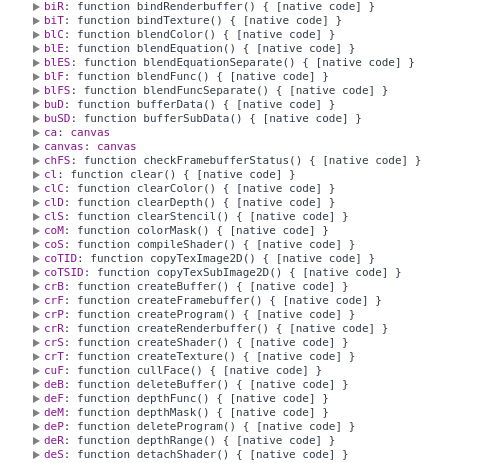 biR: function bindRenderbuffer() { [native code] }
biT: function bindTexture() { [native code] }
blC: function blendColor() { [native code] }
blE: function blendEquation() { [native code] }
blES: function blendEquationSeparate() { [native code] }
blF: function blendFunc() { [native code] }
blFS: function blendFuncSeparate() { [native code] }
buD: function bufferData() { [native code] }
buSD: function bufferSubData() { [native code] }
ca: canvas
canvas: canvas
chFS: function checkFramebufferStatus() { [native code] }
cl: function clear() { [native code] }
clC: function clearColor() { [native code] }
clD: function clearDepth() { [native code] }
clS: function clearStencil() { [native code] }
coM: function colorMask() { [native code] }
coS: function compileShader() { [native code] }
coTID: function copyTexImage2D() { [native code] }
coTSID: function copyTexSubImage2D() { [native code] }
crB: function createBuffer() { [native code] }
crF: function createFramebuffer() { [native code] }
crP: function createProgram() { [native code] }
crR: function createRenderbuffer() { [native code] }
crS: function createShader() { [native code] }
crT: function createTexture() { [native code] }
cuF: function cullFace() { [native code] }
deB: function deleteBuffer() { [native code] }
deF: function depthFunc() { [native code] }
deM: function depthMask() { [native code] }
deP: function deleteProgram() { [native code] }
deR: function depthRange() { [native code] }
deS: function detachShader() { [native code] }